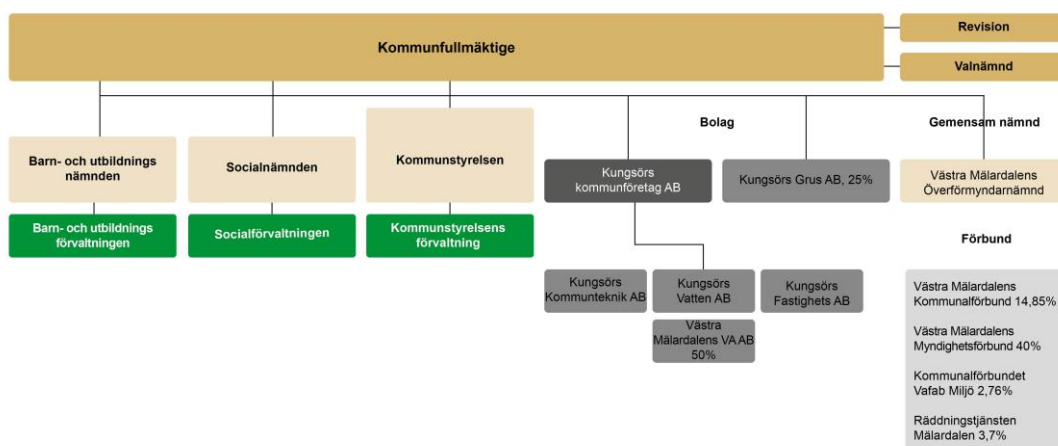 Kommunfullmäktige
Revision
Valnämnd
Bolag
Gemensam nämnd
Barn- och utbildnings
nämnden
Socialnämnden
Kommunstyrelsen
Kungsörs
kommunföretag AB
Kungsörs Grus AB, 25%
Västra Mälardalens
Överförmyndarnämnd
Barn- och utbildnings
förvaltningen
Socialförvaltningen
Kommunstyrelsens
förvaltning
Förbund
Kungsörs
Kommunteknik AB
Kungsörs
Vatten AB
Kungsörs
Fastighets AB
Västra
Mälardalens VA AB
50%
Västra Mälardalens
Kommunalförbund 14,85%
Västra Mälardalens
Myndighetsförbund 40%
Kommunalförbundet
Vafab Miljö 2,76%
Räddningstjänsten
Mälardalen 3,7%